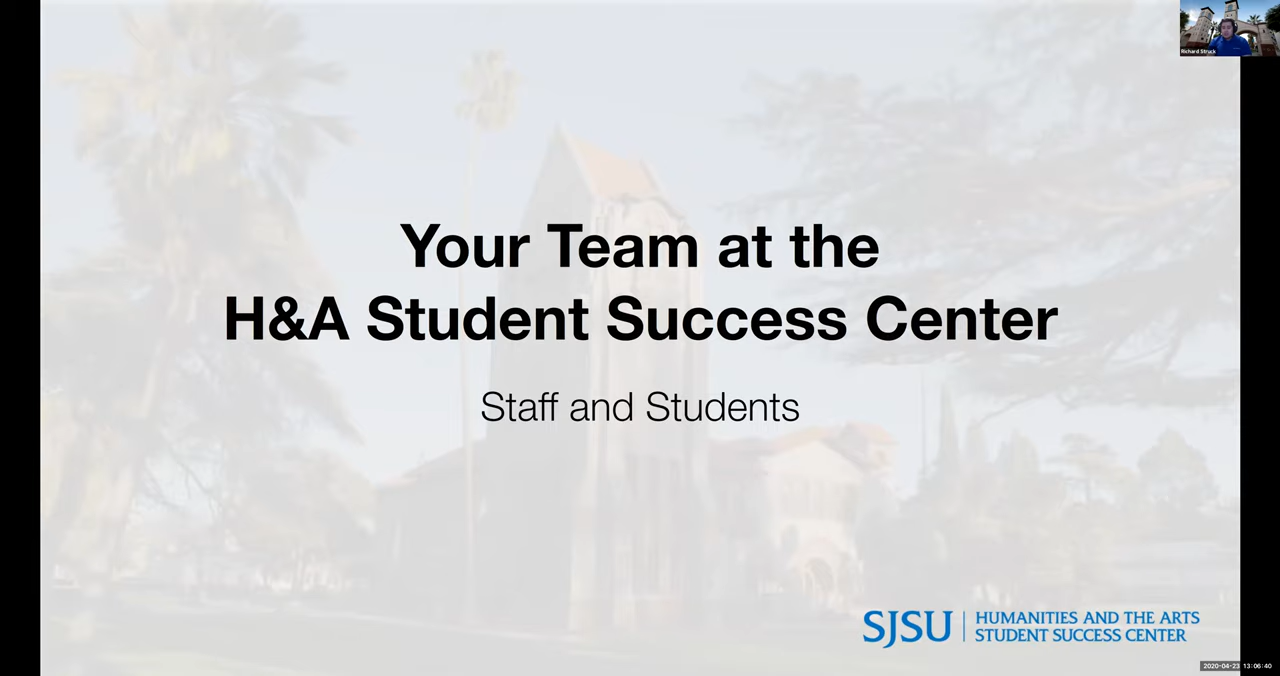 Richard Struck
Your Team at the
H&A Student Success Center
Staff and Students
SJSU
HUMANITIES AND THE ARTS
STUDENT SUCCESS CENTER
2020-04-23 13:06:40